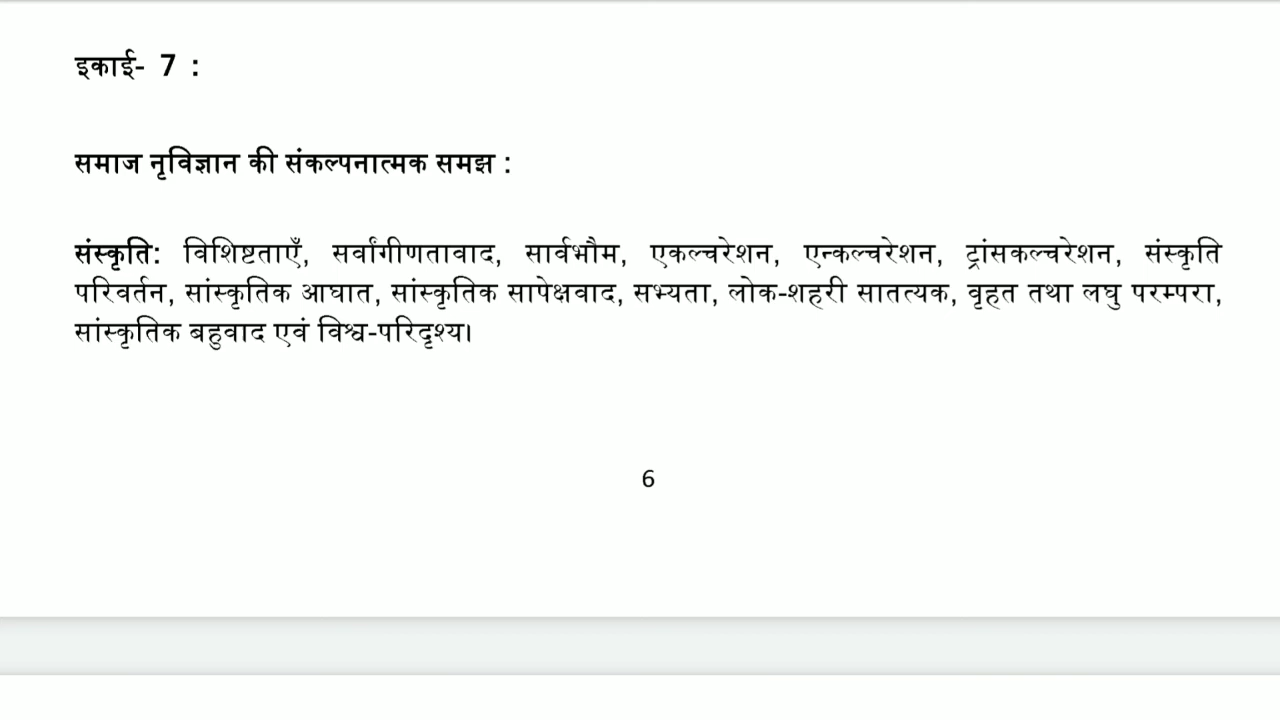 इकाई- 7 :
समाज नृविज्ञान की संकल्पनात्मक समझ :
संस्कृति: विशिष्टताएँ, सर्वांगीणतावाद, सार्वभौम, एकल्चरेशन, एन्कल्चरेशन, ट्रांसकल्चरेशन, संस्कृति
परिवर्तन, सांस्कृतिक आघात, सांस्कृतिक सापेक्षवाद, सभ्यता, लोक-शहरी सातत्यक, वृहत तथा लघु परम्परा,
सांस्कृतिक बहुवाद एवं विश्व-परिदृश्य।
6